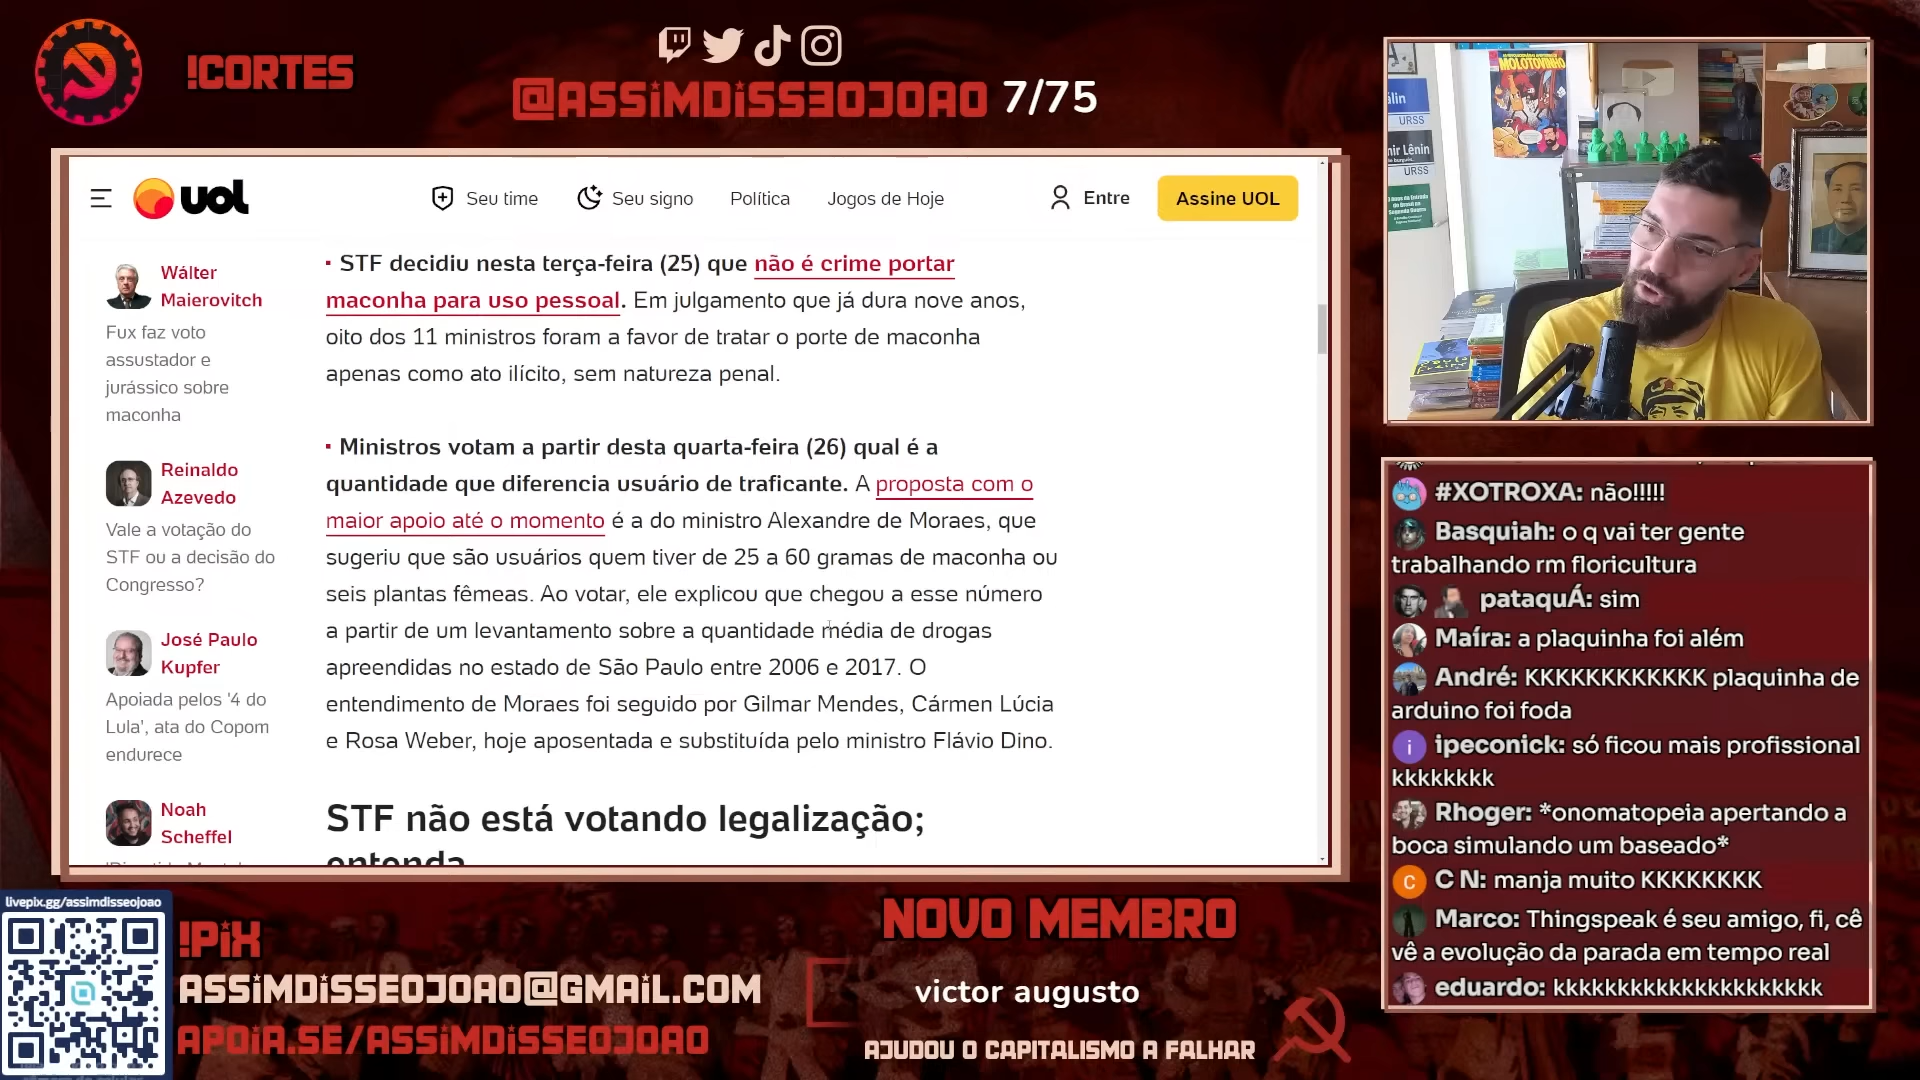 !CORTES
@ASSIMDISSEOJOAO 7/75
uol
Seu time
Seu signo
Política
Jogos de Hoje
Entre
Assine UOL
Wálter
Maierovitch
Fux faz voto
assustador e
jurássico sobre
maconha
Reinaldo
Azevedo
Vale a votação do
STF ou a decisão do
Congresso?
José Paulo
Kupfer
Apoiada pelos '4 do
Lula', ata do Copom
endurece
Noah
Scheffel
· STF decidiu nesta terça-feira (25) que não é crime portar
maconha para uso pessoal. Em julgamento que já dura nove anos,
oito dos 11 ministros foram a favor de tratar o porte de maconha
apenas como ato ilícito, sem natureza penal.
· Ministros votam a partir desta quarta-feira (26) qual é a
quantidade que diferencia usuário de traficante. A proposta com o
maior apoio até o momento é a do ministro Alexandre de Moraes, que
sugeriu que são usuários quem tiver de 25 a 60 gramas de maconha ou
seis plantas fêmeas. Ao votar, ele explicou que chegou a esse número
a partir de um levantamento sobre a quantidade média de drogas
apreendidas no estado de São Paulo entre 2006 e 2017. O
entendimento de Moraes foi seguido por Gilmar Mendes, Cármen Lúcia
e Rosa Weber, hoje aposentada e substituída pelo ministro Flávio Dino.
STF não está votando legalização;
entenda
MOLOTOVINHO
URSS
Lênin
URSS
#XOTROXA: não!!!!!
Basquiah: o q vai ter gente
trabalhando rm floricultura
pataquÁ: sim
Maíra: a plaquinha foi além
André: KKKKKKKKKKKK plaquinha de
arduino foi foda
ipeconick: só ficou mais profissional
kkkkkkkk
Rhoger: *onomatopeia apertando a
boca simulando um baseado*
C N: manja muito KKKKKKKK
Marco: Thingspeak é seu amigo, fi, cê
vê a evolução da parada em tempo real
eduardo: kkkkkkkkkkkkkkkkkkkkk
livepix.gg/assimdisseojoao
!PIX
ASSIMDISSEOJOAO@GMAIL.COM
APOIA.SE/ASSIMDISSEOJOAO
NOVO MEMBRO
victor augusto
AJUDOU O CAPITALISMO A FALHAR